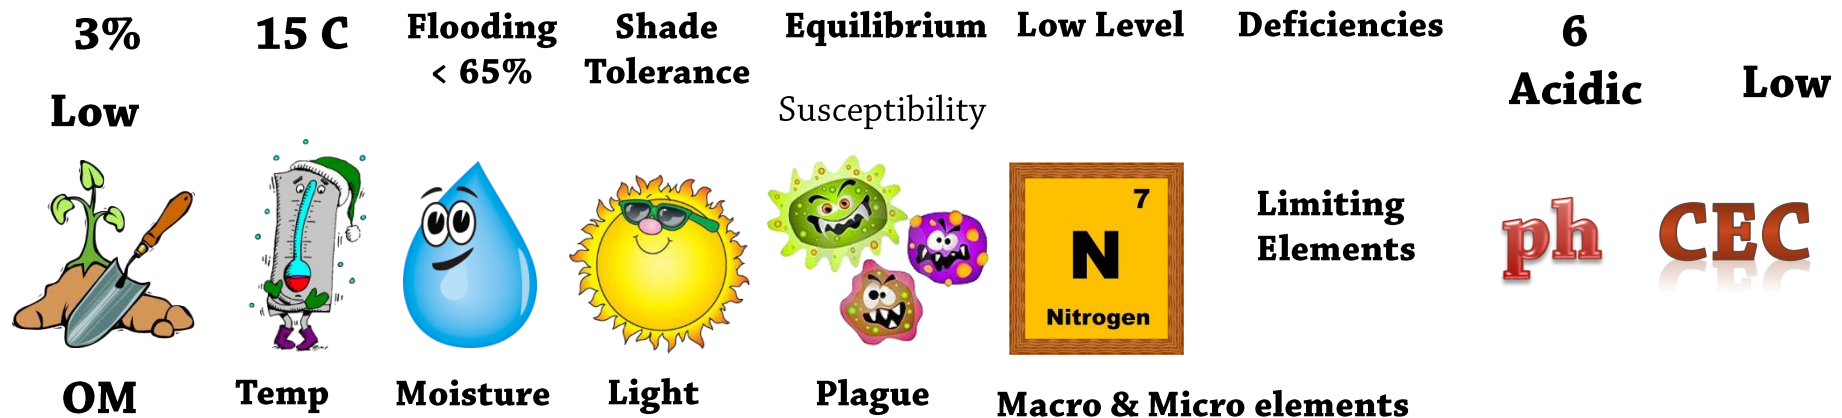 3%
Low
15 C
Flooding
< 65%
Shade
Tolerance
Equilibrium
Susceptibility
Low Level
Deficiencies
6
Acidic
Low
7
N
Nitrogen
Limiting
Elements
ph
CEC
OM
Temp
Moisture
Light
Plague
Macro & Micro elements